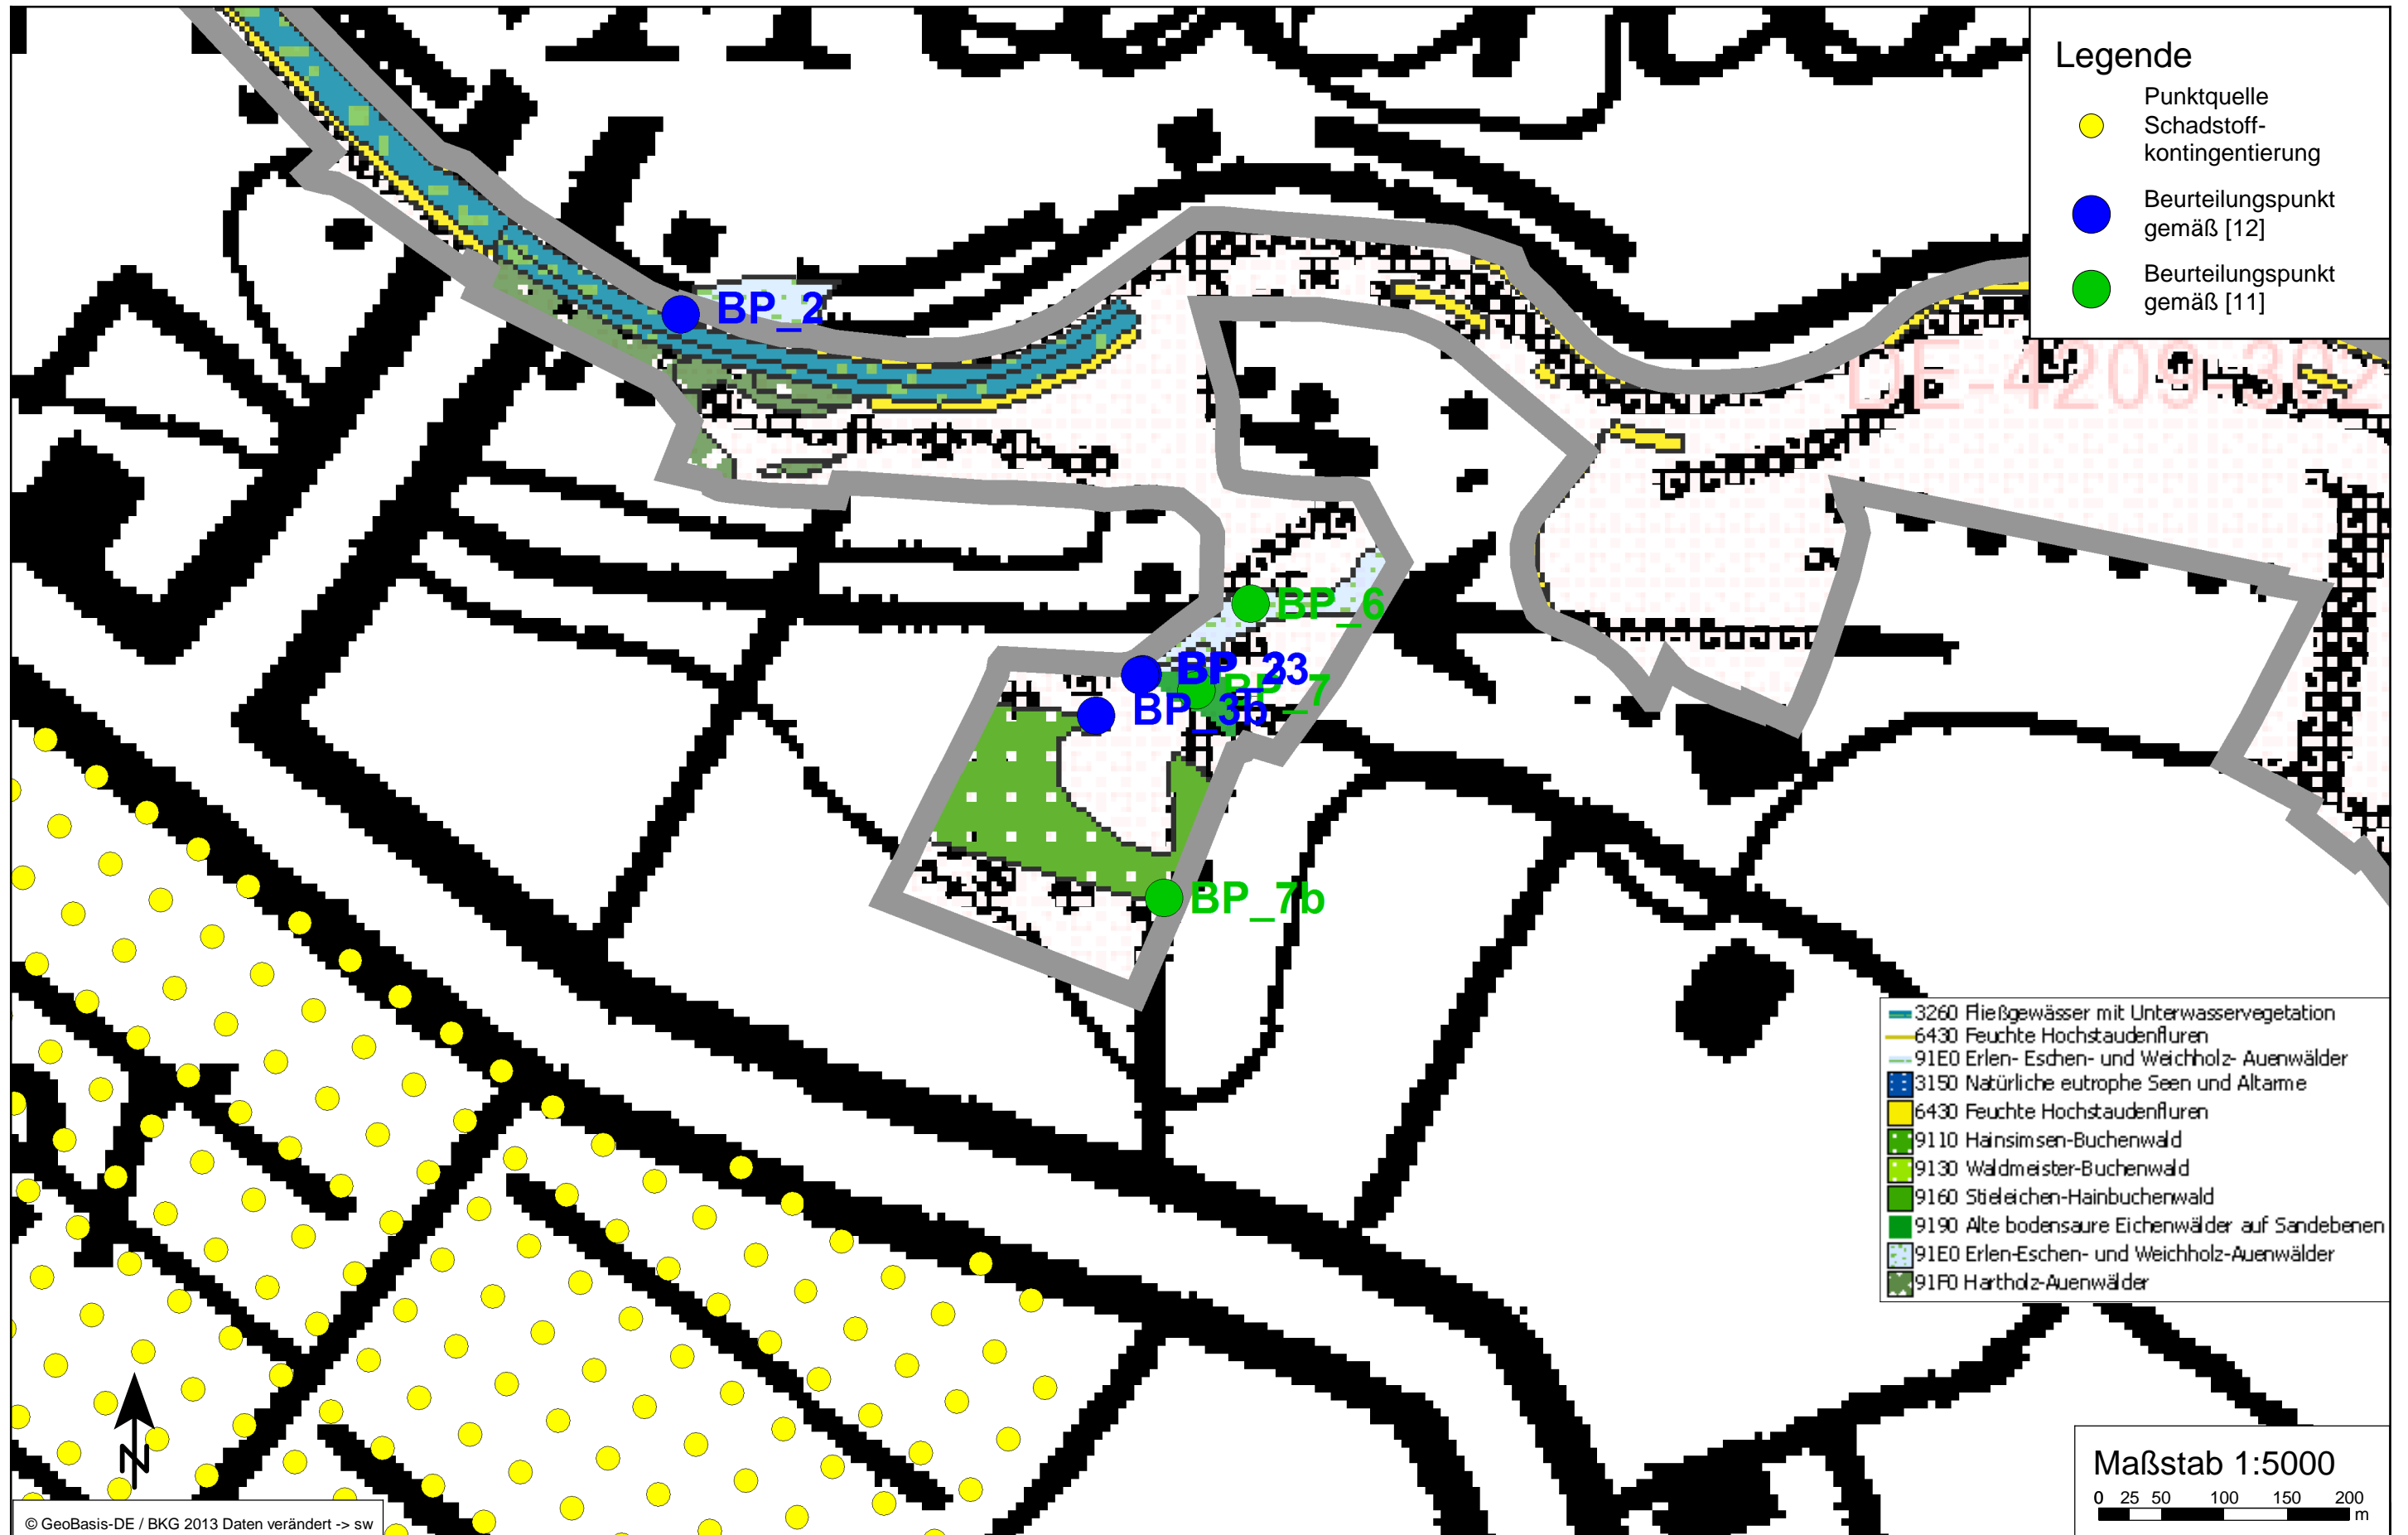 Legende
Punktquelle
Schadstoff-
kontingentierung
Beurteilungspunkt
gemäß [12]
Beurteilungspunkt
gemäß [11]
BP_2
DE-4209-302
BP_6
BP_7
BP_3b
BP_7b
3260 Fließgewässer mit Unterwasservegetation
6430 Feuchte Hochstaudenfluren
91E0 Erlen- Eschen- und Weichholz- Auenwälder
3150 Natürliche eutrophe Seen und Altarme
6430 Feuchte Hochstaudenfluren
9110 Hainsimsen-Buchenwald
9130 Waldmeister-Buchenwald
9160 Stieleichen-Hainbuchenwald
9190 Alte bodensaure Eichenwälder auf Sandebenen
91E0 Erlen-Eschen- und Weichholz-Auenwälder
91F0 Hartholz-Auenwälder
N
Maßstab 1:5000
0 25 50 100 150 200
m
© GeoBasis-DE / BKG 2013 Daten verändert -> sw